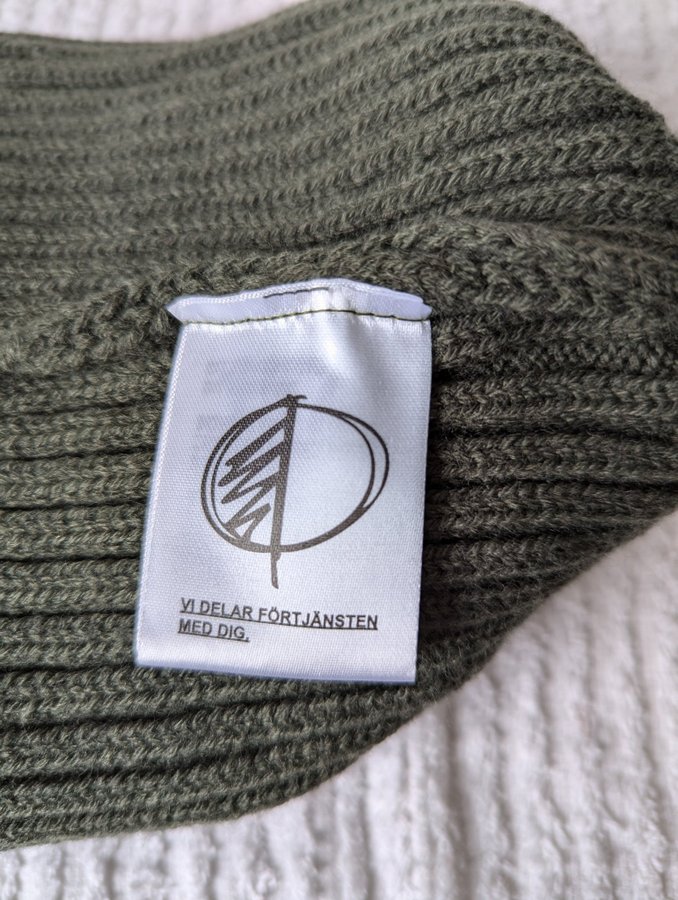 VI DELAR FÖRTJÄNSTEN
MED DIG.